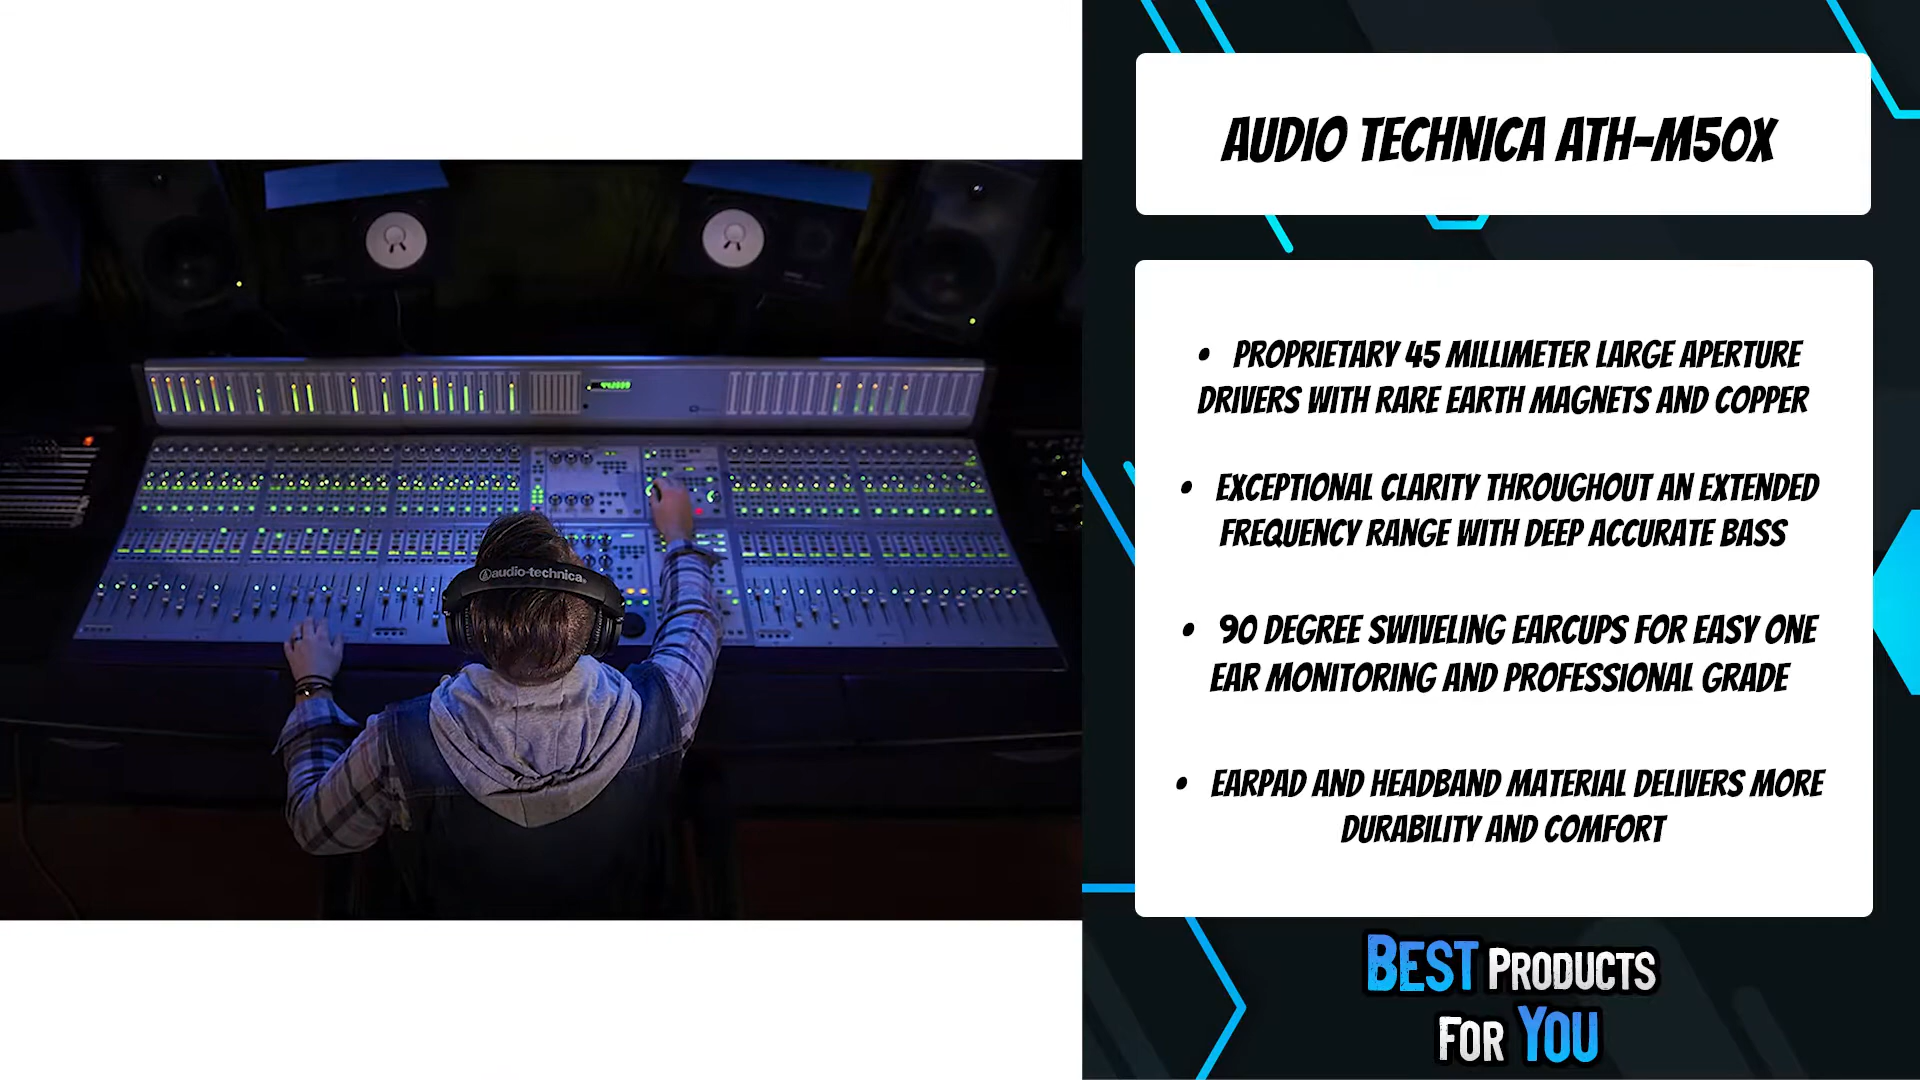 AUDIO TECHNICA ATH-M50X
• PROPRIETARY 45 MILLIMETER LARGE APERTURE
DRIVERS WITH RARE EARTH MAGNETS AND COPPER
• EXCEPTIONAL CLARITY THROUGHOUT AN EXTENDED
FREQUENCY RANGE WITH DEEP ACCURATE BASS
• 90 DEGREE SWIVELING EARCUPS FOR EASY ONE
EAR MONITORING AND PROFESSIONAL GRADE
• EARPAD AND HEADBAND MATERIAL DELIVERS MORE
DURABILITY AND COMFORT
BEST PRODUCTS
FOR YOU
audio-technica